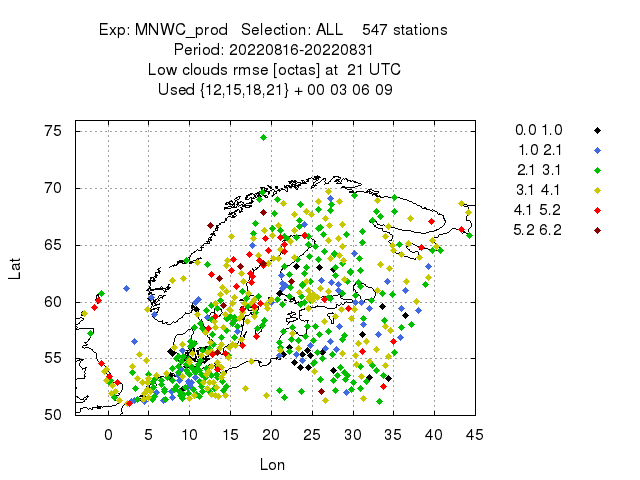 Exp: MNWC_prod Selection: ALL 547 stations
Period: 20220816-20220831
Low clouds rmse [octas] at 21 UTC
Used {12,15,18,21} + 00 03 06 09
0.0 1.0
1.0 2.1
2.1 3.1
3.1 4.1
4.1 5.2
5.2 6.2
75
70
65
60
55
50
Lat
0 5 10 15 20 25 30 35 40 45
Lon